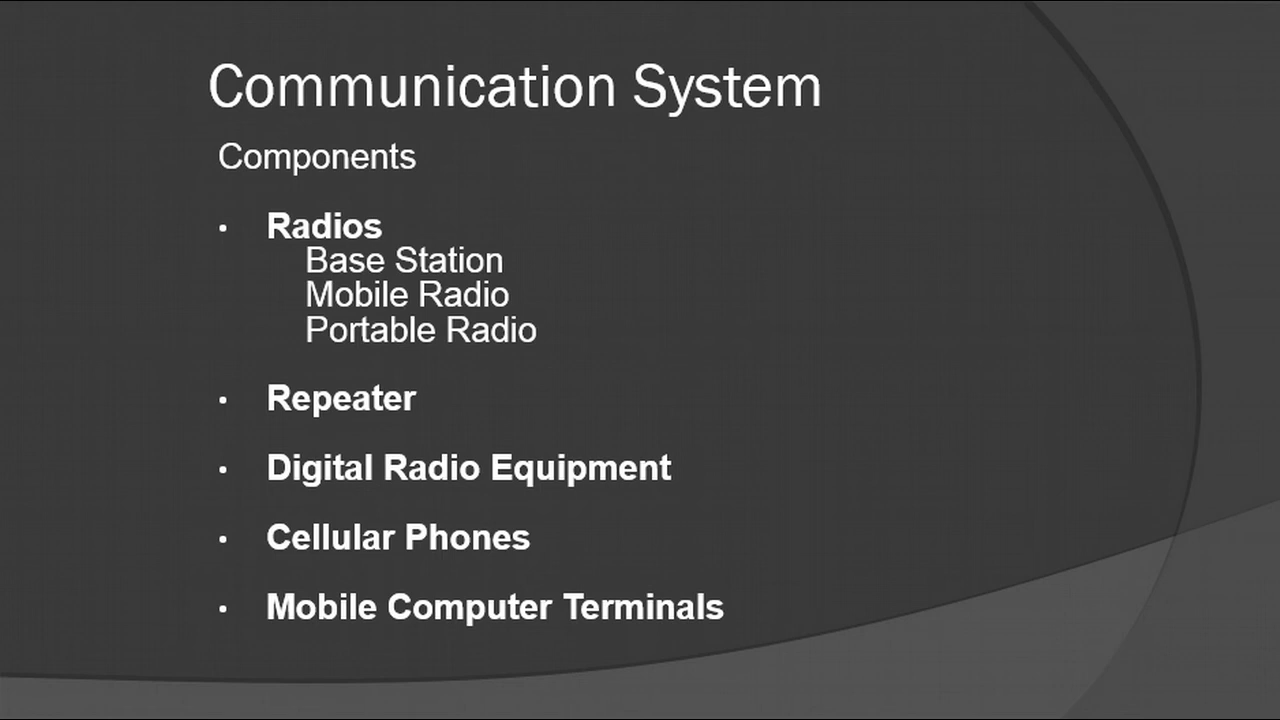 Communication System
Components
• Radios
Base Station
Mobile Radio
Portable Radio
• Repeater
• Digital Radio Equipment
• Cellular Phones
• Mobile Computer Terminals